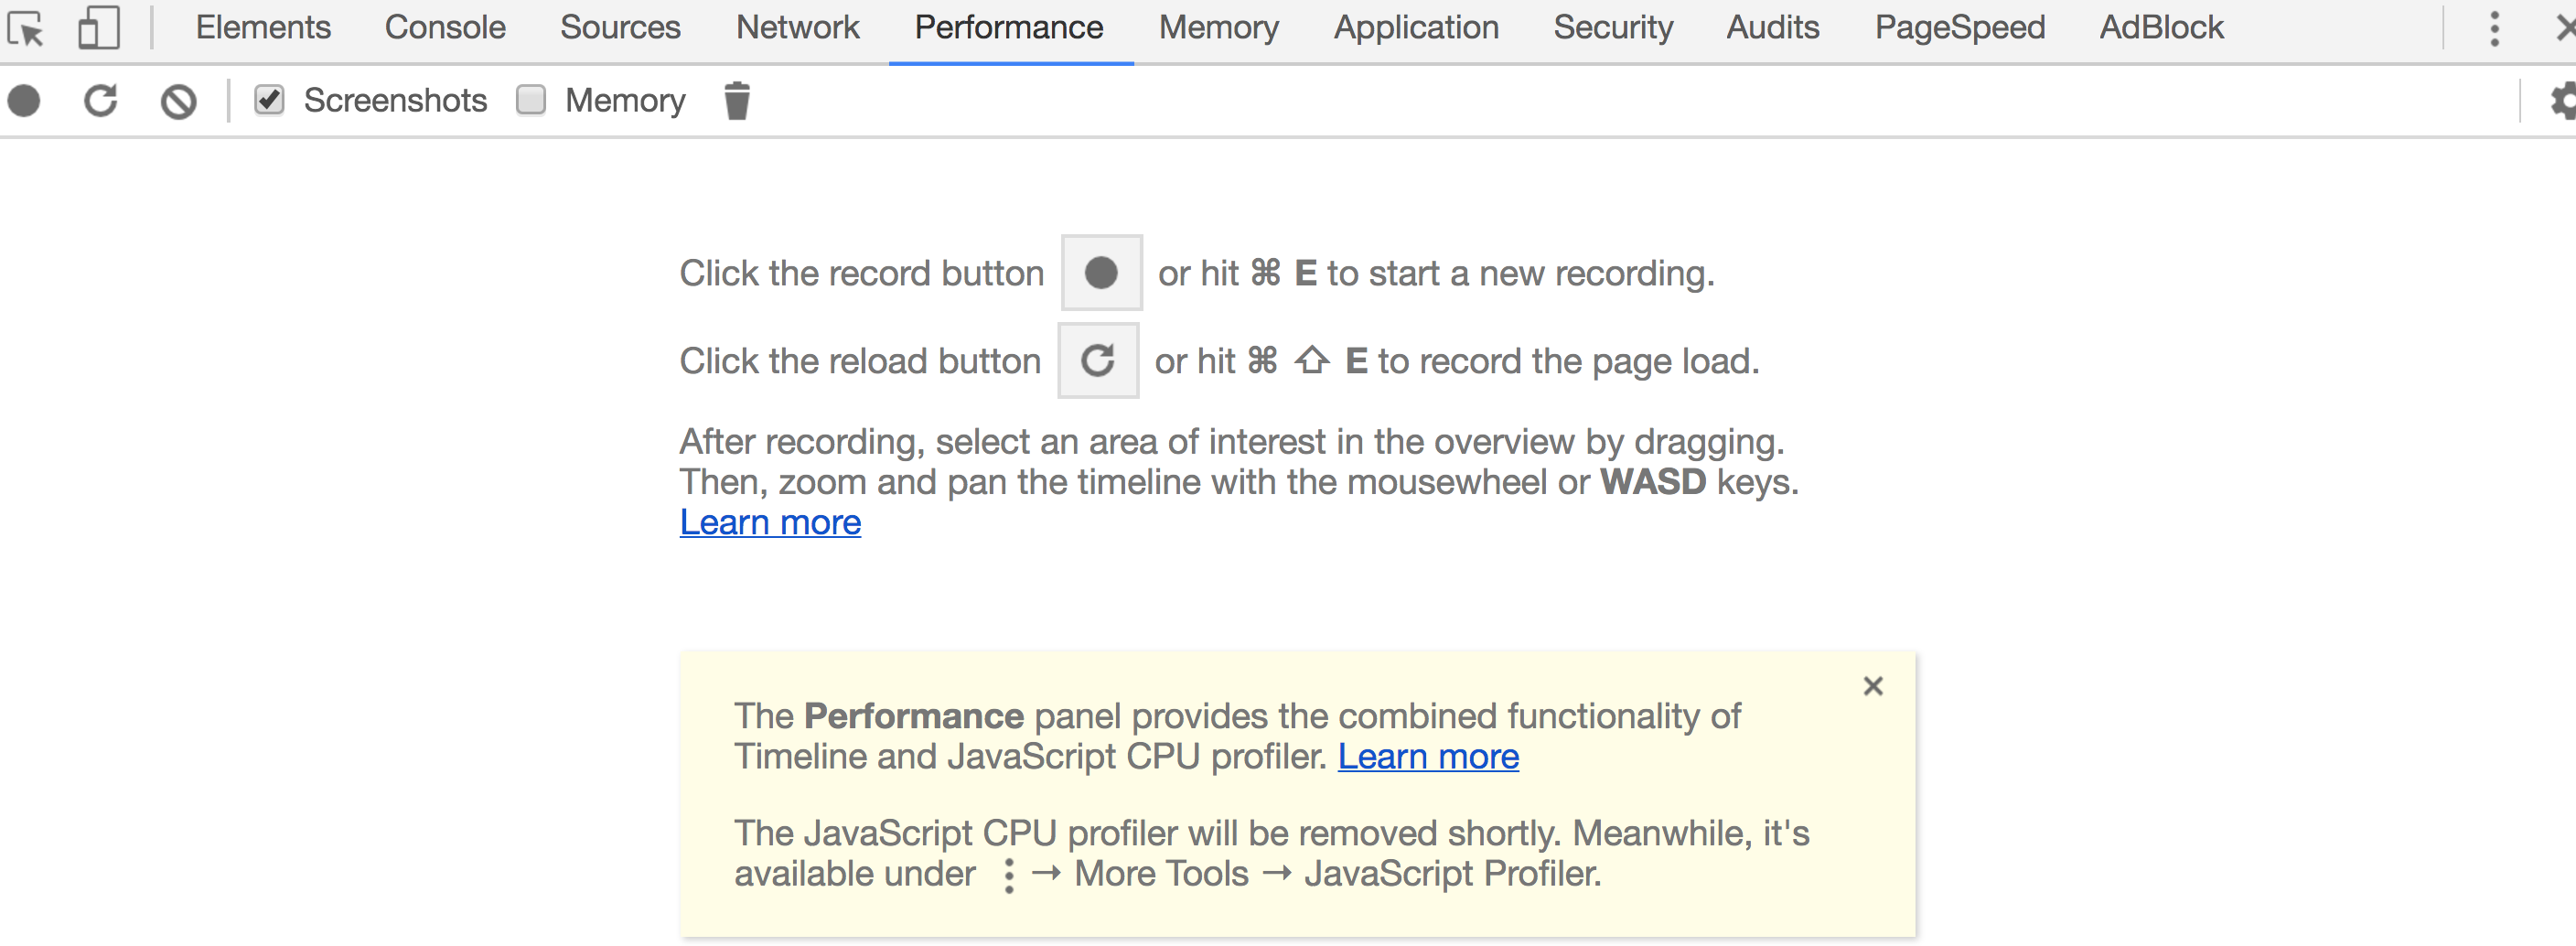 Elements Console Sources Network Performance Memory Application Security Audits PageSpeed AdBlock
Screenshots Memory
Click the record button or hit ⌘ E to start a new recording.
Click the reload button or hit ⌘ ⇧ E to record the page load.
After recording, select an area of interest in the overview by dragging.
Then, zoom and pan the timeline with the mousewheel or WASD keys.
Learn more
The Performance panel provides the combined functionality of
Timeline and JavaScript CPU profiler. Learn more
The JavaScript CPU profiler will be removed shortly. Meanwhile, it's
available under ⋮ → More Tools → JavaScript Profiler.